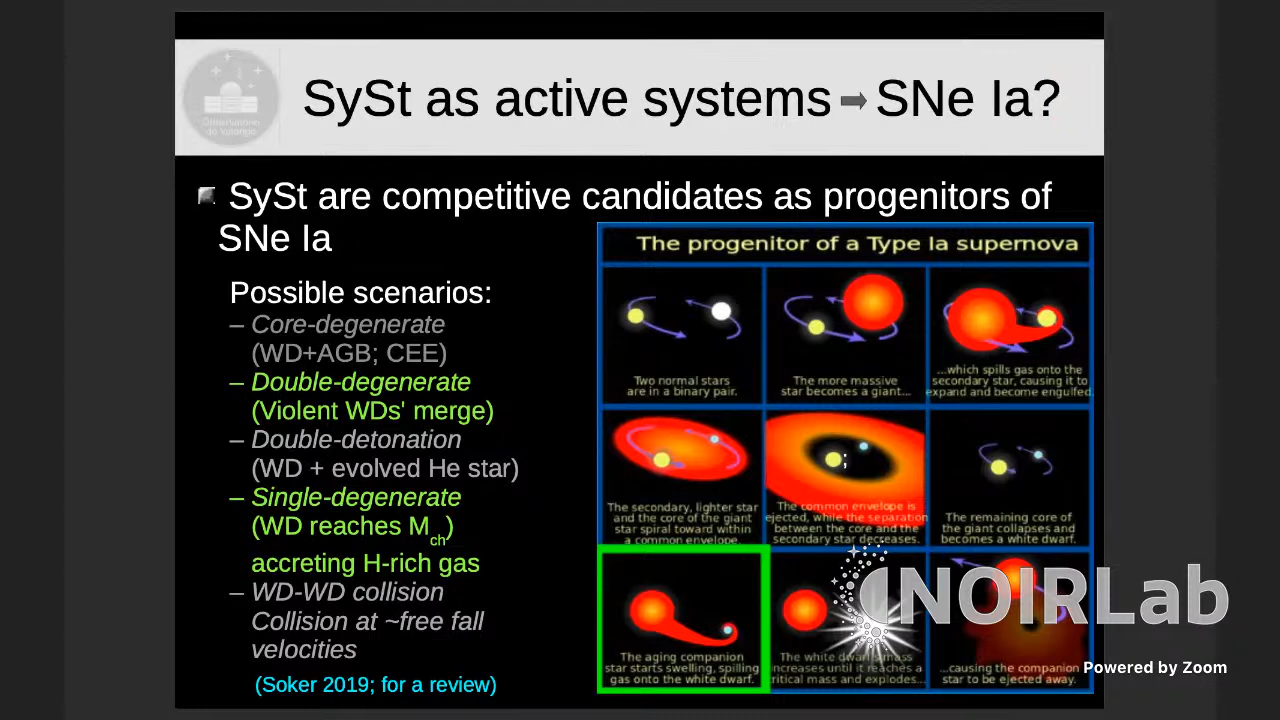 SySt as active systems ➡ SNe Ia?
Observatório
do Valongo
SySt are competitive candidates as progenitors of
SNe Ia
Possible scenarios:
– Core-degenerate
(WD+AGB; CEE)
– Double-degenerate
(Violent WDs' merge)
– Double-detonation
(WD + evolved He star)
– Single-degenerate
(WD reaches Mch)
accreting H-rich gas
– WD-WD collision
Collision at ~free fall
velocities
(Soker 2019; for a review)
The progenitor of a Type Ia supernova
Two normal stars
are in a binary pair.
The more massive
star becomes a giant...
...which spills gas onto the
secondary star, causing it to
expand and become engulfed.
The secondary, lighter star
and the core of the giant
star spiral toward within
a common envelope.
;
The common envelope is
ejected, while the separation
between the core and the
secondary star decreases.
The remaining core of
the giant collapses and
becomes a white dwarf.
The aging companion
star starts swelling, spilling
gas onto the white dwarf.
The white dwarf's mass
increases until it reaches a
critical mass and explodes...
...causing the companion
star to be ejected away.
NOIRLab
Powered by Zoom